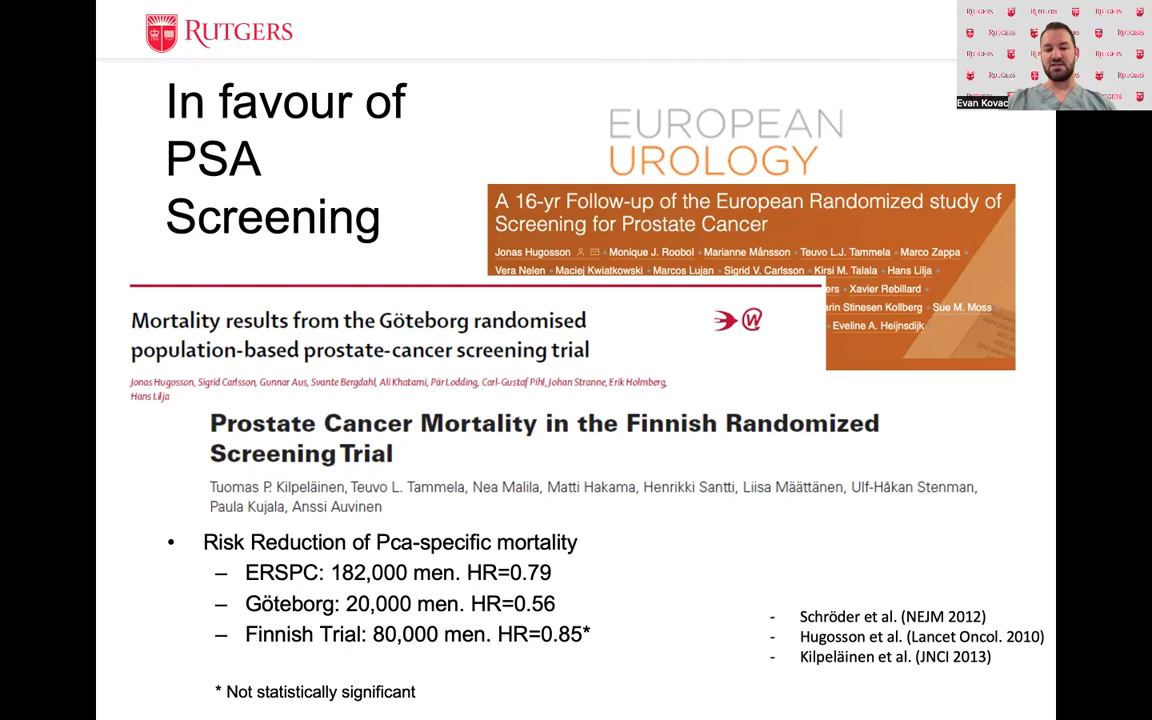 RUTGERS
In favour of
PSA
Screening
EUROPEAN
UROLOGY
A 16-yr Follow-up of the European Randomized study of
Screening for Prostate Cancer
Jonas Hugosson • Monique J. Roobol • Marianne Månsson • Teuvo L.J. Tammela • Marco Zappa •
Vera Nelen • Maciej Kwiatkowski • Marcos Lujan • Sigrid V. Carlsson • Kirsi M. Talala • Hans Lilja •
Xavier Rebillard •
Stinesen Kollberg • Sue M. Moss •
• Eveline A. Heijnsdijk
Mortality results from the Göteborg randomised
population-based prostate-cancer screening trial
Jonas Hugosson, Sigrid Carlsson, Gunnar Aus, Svante Bergdahl, Ali Khatami, Pär Lodding, Carl-Gustaf Pihl, Johan Stranne, Erik Holmberg,
Hans Lilja
Prostate Cancer Mortality in the Finnish Randomized
Screening Trial
Tuomas P. Kilpeläinen, Teuvo L. Tammela, Nea Malila, Matti Hakama, Henrikki Santti, Liisa Määttänen, Ulf-Håkan Stenman,
Paula Kujala, Anssi Auvinen
• Risk Reduction of Pca-specific mortality
– ERSPC: 182,000 men. HR=0.79
– Göteborg: 20,000 men. HR=0.56
– Finnish Trial: 80,000 men. HR=0.85*
* Not statistically significant
- Schröder et al. (NEJM 2012)
- Hugosson et al. (Lancet Oncol. 2010)
- Kilpeläinen et al. (JNCI 2013)
Evan Kovac